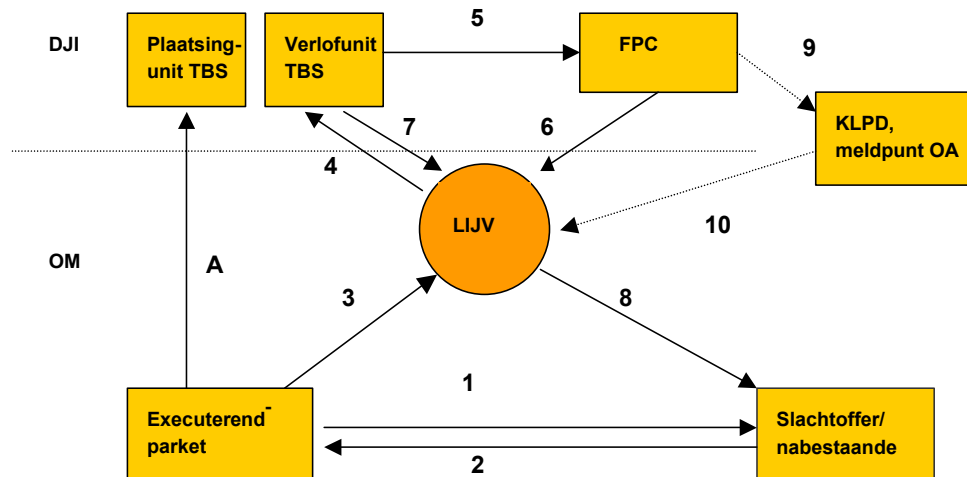 5
DJI
Plaatsing-
unit TBS
Verlofunit
TBS
FPC
9
7
6
4
KLPD,
meldpunt OA
LIJV
10
OM
A
3
8
1
Executerend-
parket
Slachtoffer/
nabestaande
2